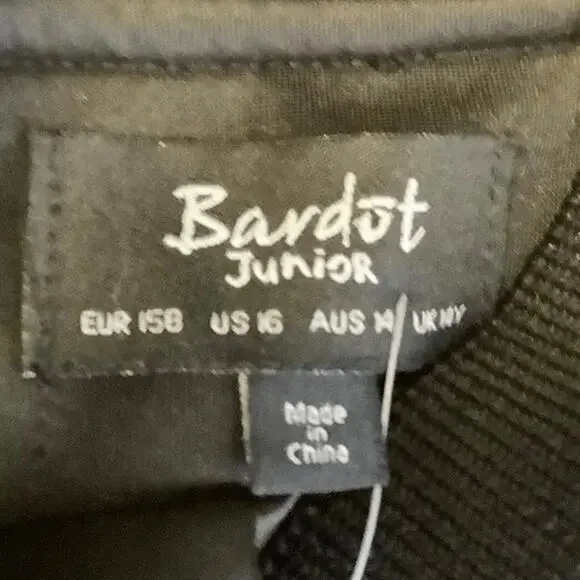 Bardot
Junior
EUR 158 US 16 AUS 14 UK 14Y
Made
in
China